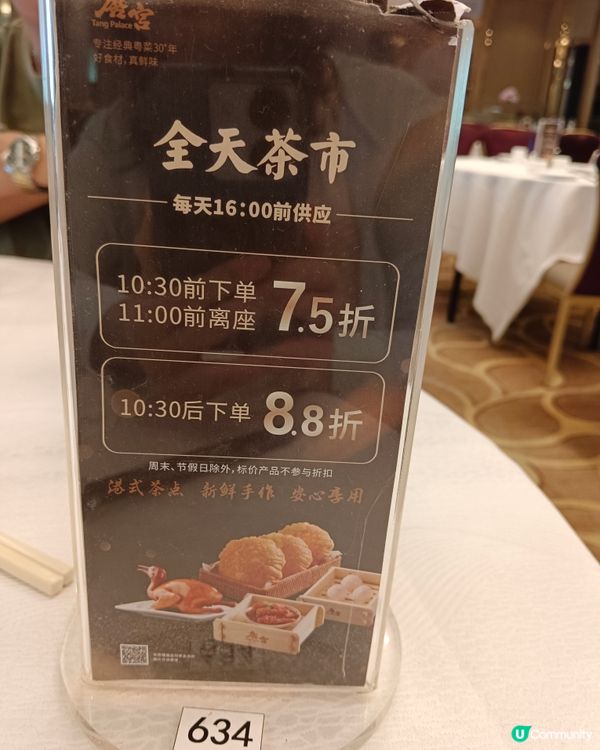 唐宫
Tang Palace
专注经典粤菜30⁺年
好食材,真鲜味
全天茶市
每天16:00前供应
10:30前下单
11:00前离座
7.5折
10:30后下单
8.8折
周末、节假日除外,标价产品不参与折扣
港式茶点 新鲜手作 安心享用
唐宫
634
U Community